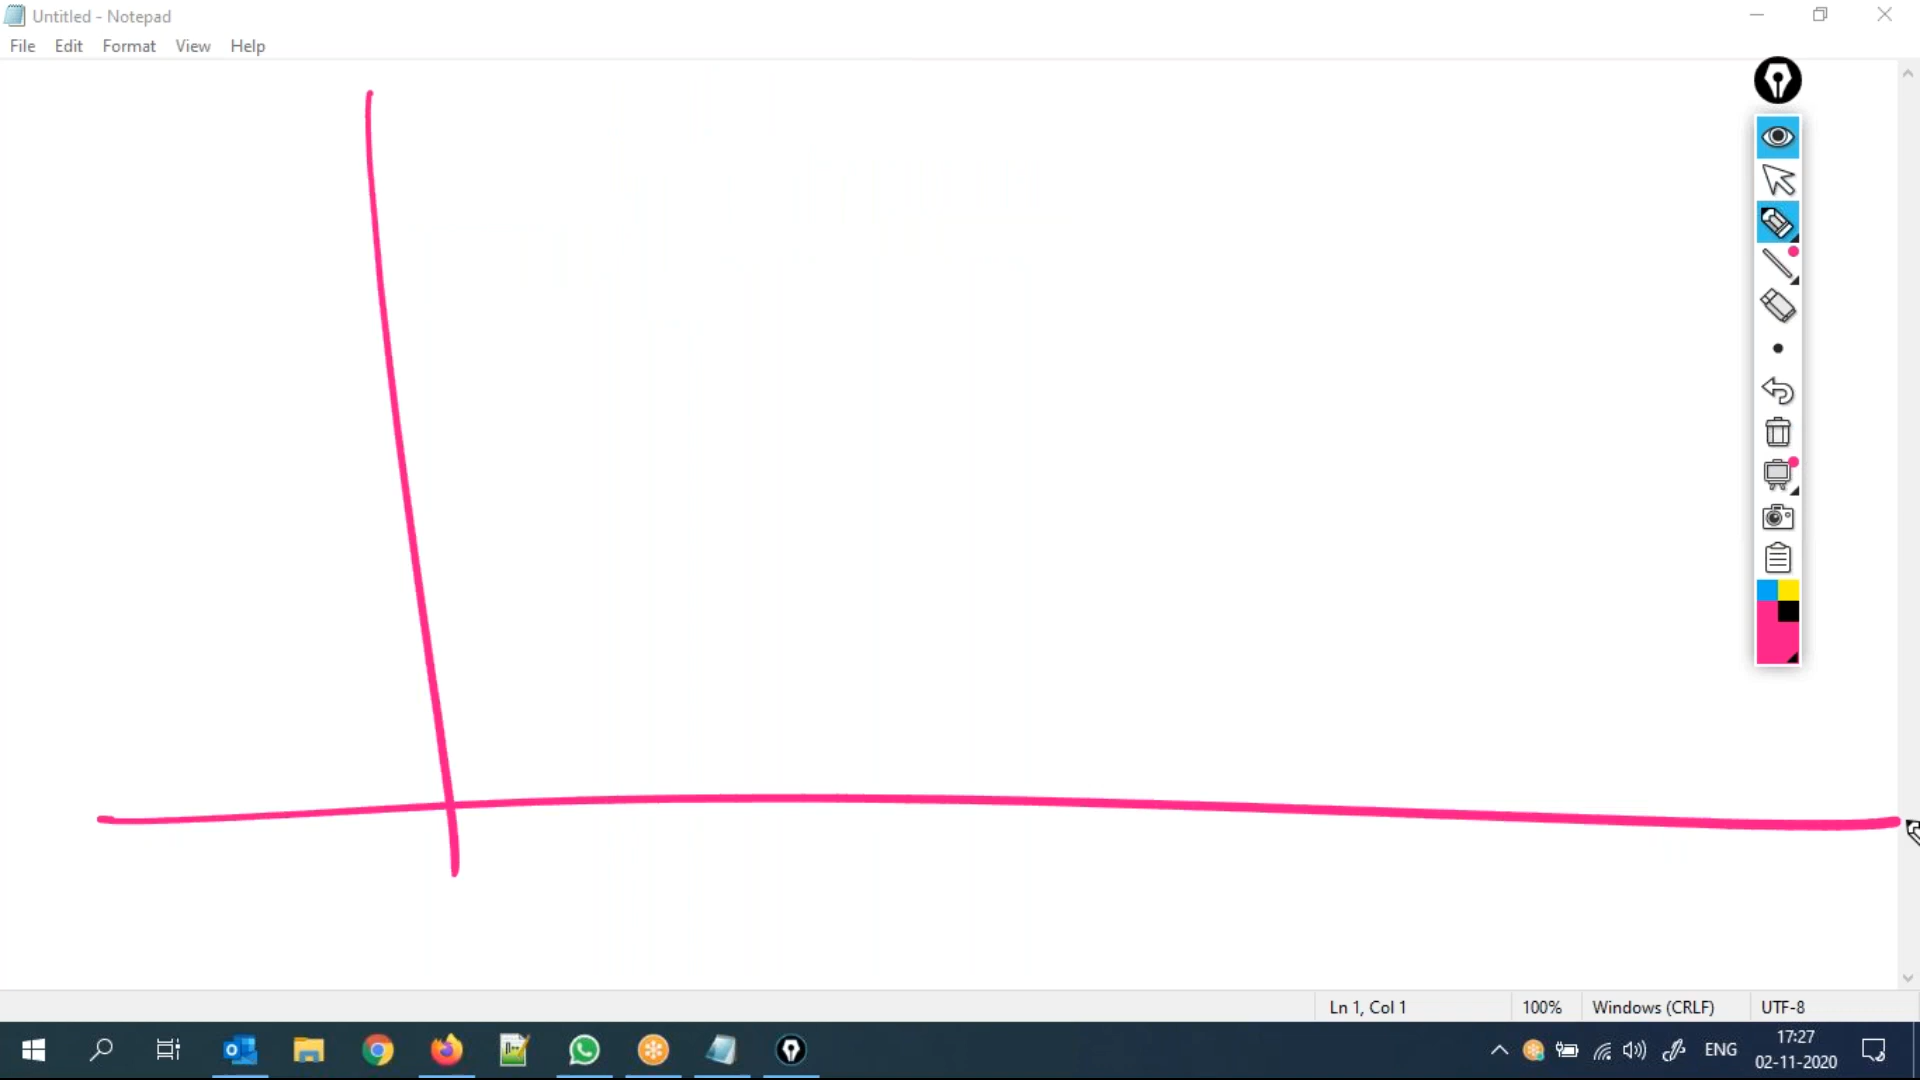 Untitled - Notepad
File Edit Format View Help
Ln 1, Col 1 100% Windows (CRLF) UTF-8
ENG 17:27
02-11-2020